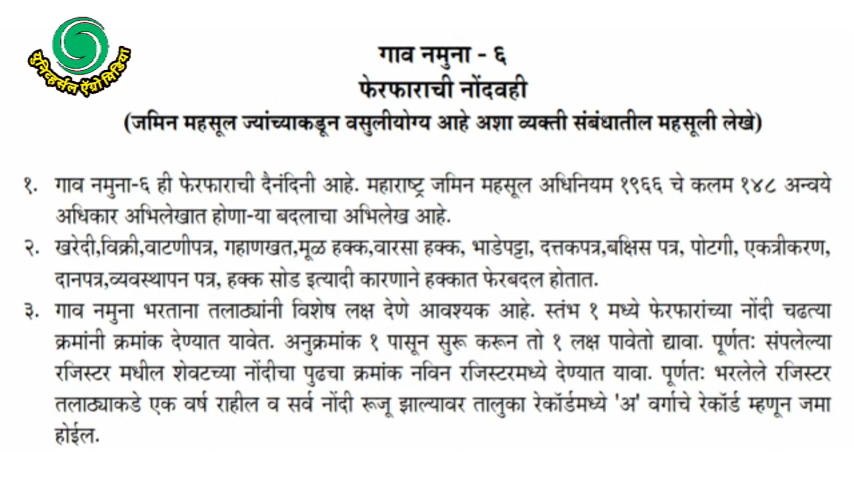 युनिव्हर्सल ऍग्रो मिडिया
गाव नमुना - ६
फेरफाराची नोंदवही
(जमिन महसूल ज्यांच्याकडून वसुलीयोग्य आहे अशा व्यक्ती संबंधातील महसूली लेखे)
१. गाव नमुना-६ ही फेरफाराची दैनंदिनी आहे. महाराष्ट्र जमिन महसूल अधिनियम १९६६ चे कलम १४८ अन्वये
अधिकार अभिलेखात होणा-या बदलाचा अभिलेख आहे.
२. खरेदी,विक्री,वाटणीपत्र, गहाणखत,मूळ हक्क,वारसा हक्क, भाडेपट्टा, दत्तकपत्र,बक्षिस पत्र, पोटगी, एकत्रीकरण,
दानपत्र,व्यवस्थापन पत्र, हक्क सोड इत्यादी कारणाने हक्कात फेरबदल होतात.
३. गाव नमुना भरताना तलाठ्यांनी विशेष लक्ष देणे आवश्यक आहे. स्तंभ १ मध्ये फेरफारांच्या नोंदी चढत्या
क्रमांनी क्रमांक देण्यात यावेत. अनुक्रमांक १ पासून सुरू करून तो १ लक्ष पावेतो द्यावा. पूर्णतः संपलेल्या
रजिस्टर मधील शेवटच्या नोंदीचा पुढचा क्रमांक नविन रजिस्टरमध्ये देण्यात यावा. पूर्णतः भरलेले रजिस्टर
तलाठ्याकडे एक वर्ष राहील व सर्व नोंदी रूजू झाल्यावर तालुका रेकॉर्डमध्ये 'अ' वर्गाचे रेकॉर्ड म्हणून जमा
होईल.